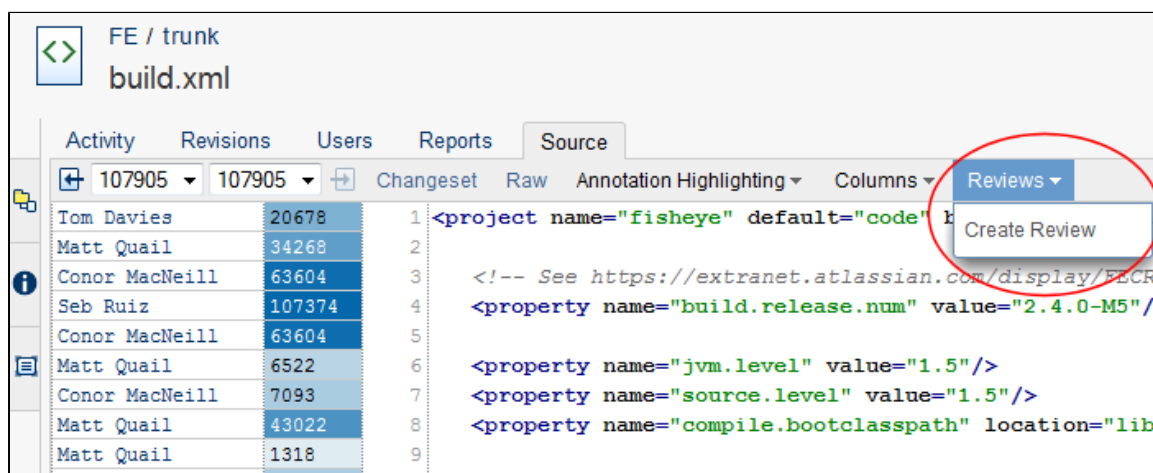 FE / trunk
build.xml
Activity Revisions Users Reports Source
107905 107905 Changeset Raw Annotation Highlighting Columns Reviews
Create Review
Tom Davies 20678 1 <project name="fisheye" default="code"
Matt Quail 34268 2
Conor MacNeill 63604 3 <!-- See https://extranet.atlassian.com/display/FECR
Seb Ruiz 107374 4 <property name="build.release.num" value="2.4.0-M5"/
Conor MacNeill 63604 5
Matt Quail 6522 6 <property name="jvm.level" value="1.5"/>
Conor MacNeill 7093 7 <property name="source.level" value="1.5"/>
Matt Quail 43022 8 <property name="compile.bootclasspath" location="lib
Matt Quail 1318 9